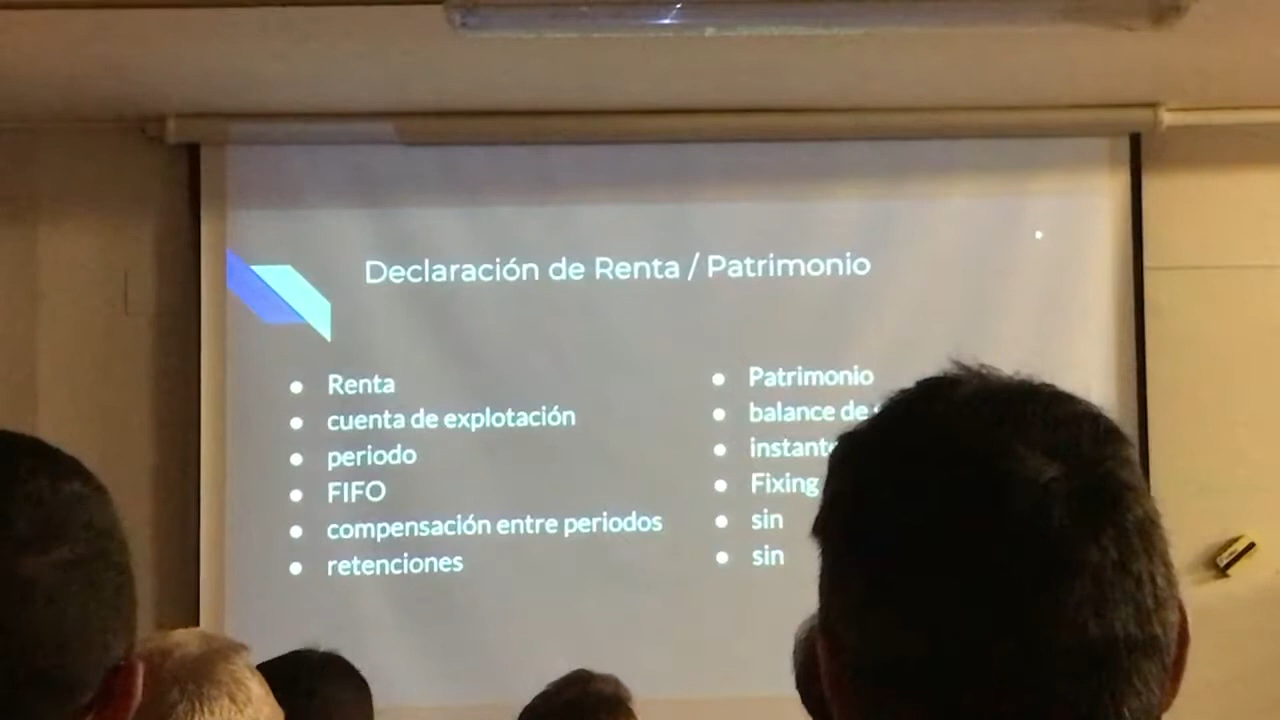 Declaración de Renta / Patrimonio
Renta
cuenta de explotación
periodo
FIFO
compensación entre periodos
retenciones
Patrimonio
balance de
Fixing
sin
sin